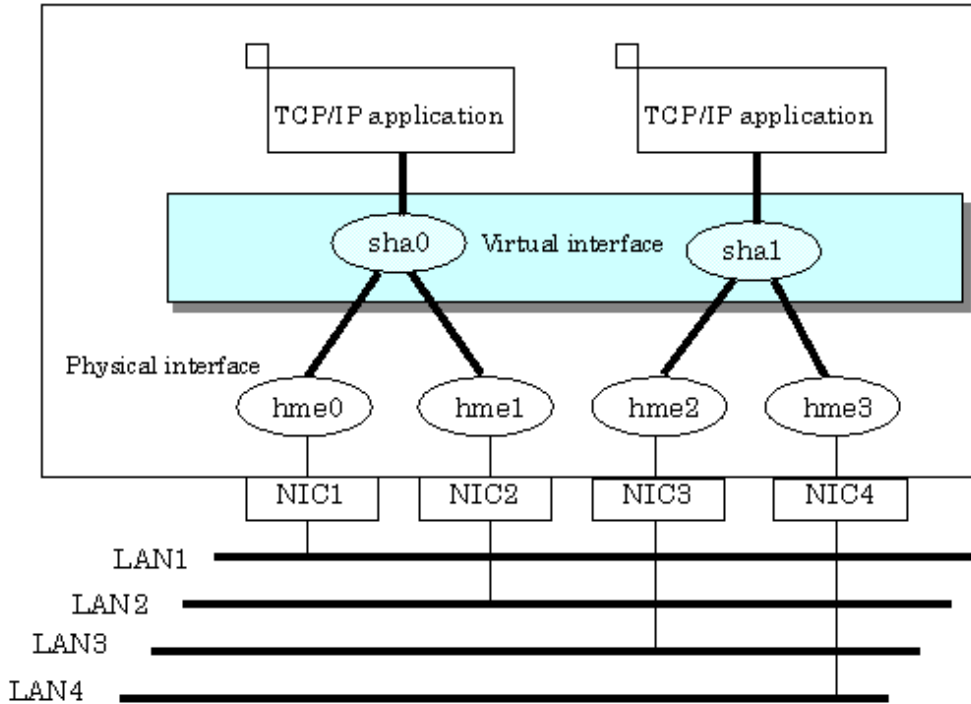 TCP/IP application
TCP/IP application
sha0
Virtual interface
sha1
Physical interface
hme0
hme1
hme2
hme3
NIC1
NIC2
NIC3
NIC4
LAN1
LAN2
LAN3
LAN4